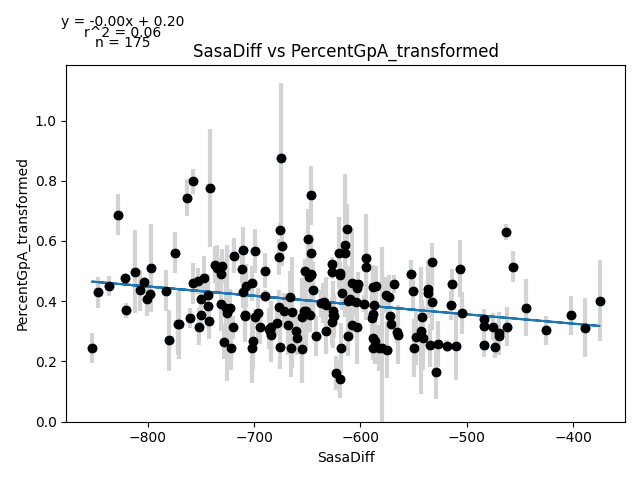 y = -0.00x + 0.20
r^2 = 0.06
n = 175
SasaDiff vs PercentGpA_transformed
PercentGpA_transformed
1.0
0.8
0.6
0.4
0.2
0.0
−800 −700 −600 −500 −400
SasaDiff